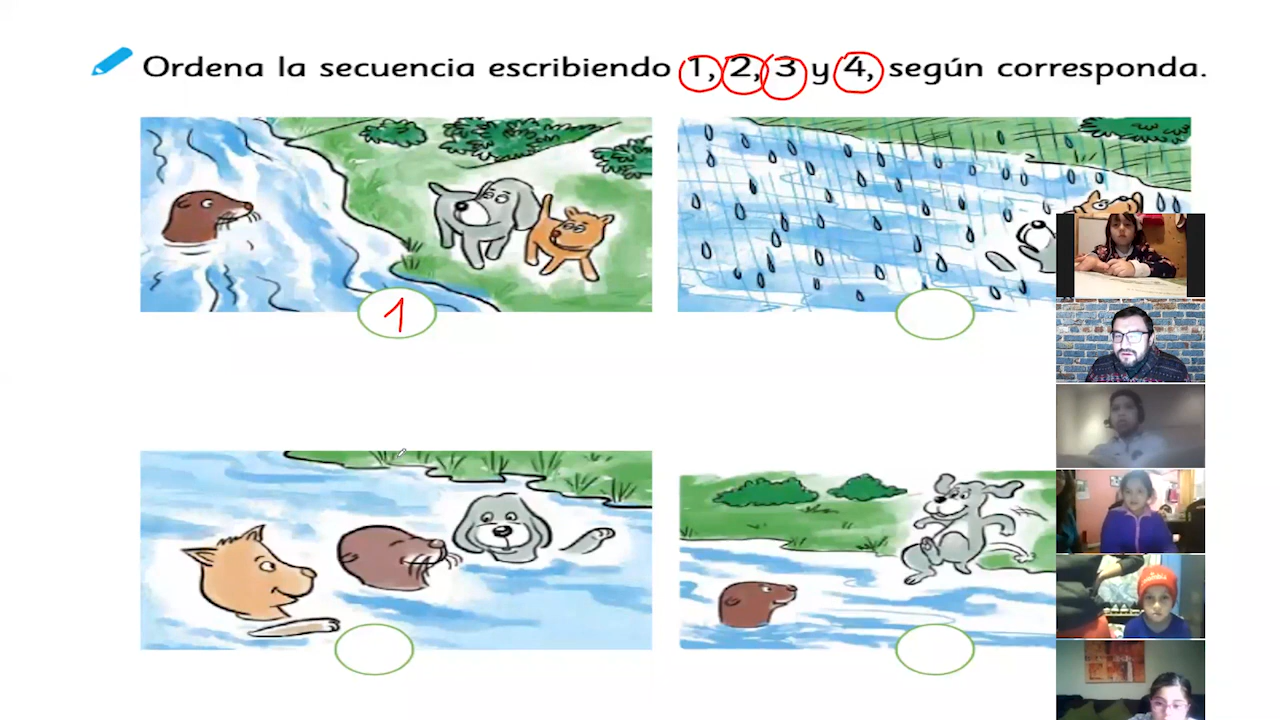 Ordena la secuencia escribiendo 1, 2, 3 y 4, según corresponda.
1